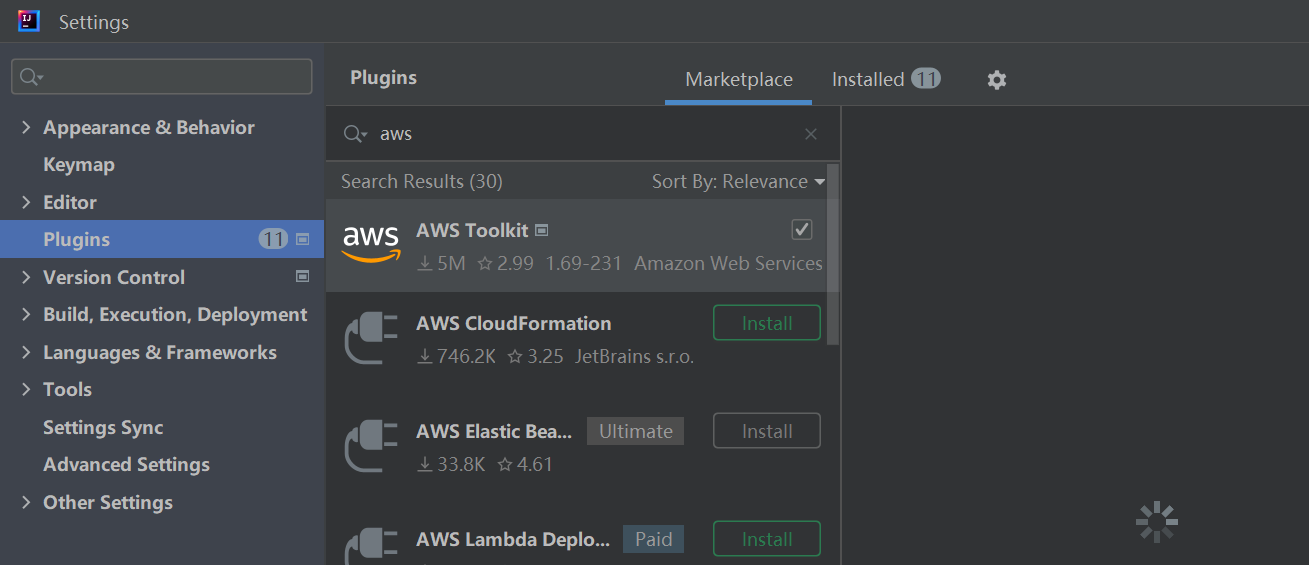 IJ
Settings
Plugins
Marketplace
Installed 11
Appearance & Behavior
Keymap
Editor
Plugins 11
Version Control
Build, Execution, Deployment
Languages & Frameworks
Tools
Settings Sync
Advanced Settings
Other Settings
aws
Search Results (30)
Sort By: Relevance
aws
AWS Toolkit
5M 2.99 1.69-231 Amazon Web Services
AWS CloudFormation
Install
746.2K 3.25 JetBrains s.r.o.
AWS Elastic Bea... Ultimate
Install
33.8K 4.61
AWS Lambda Deplo... Paid
Install